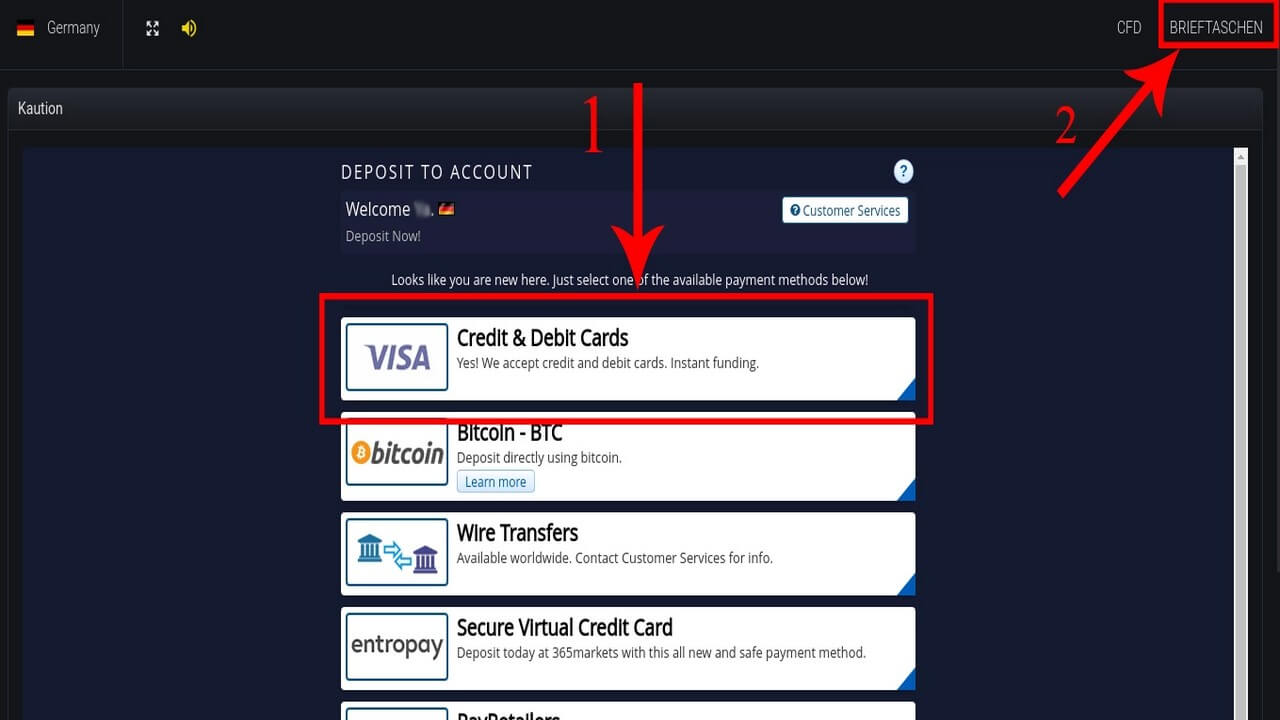 Germany
CFD
BRIEFTASCHEN
1
2
Kaution
DEPOSIT TO ACCOUNT
?
Welcome
Deposit Now!
? Customer Services
Looks like you are new here. Just select one of the available payment methods below!
VISA
Credit & Debit Cards
Yes! We accept credit and debit cards. Instant funding.
bitcoin
Bitcoin - BTC
Deposit directly using bitcoin.
Learn more
Wire Transfers
Available worldwide. Contact Customer Services for info.
entropay
Secure Virtual Credit Card
Deposit today at 365markets with this all new and safe payment method.
PayRetailers